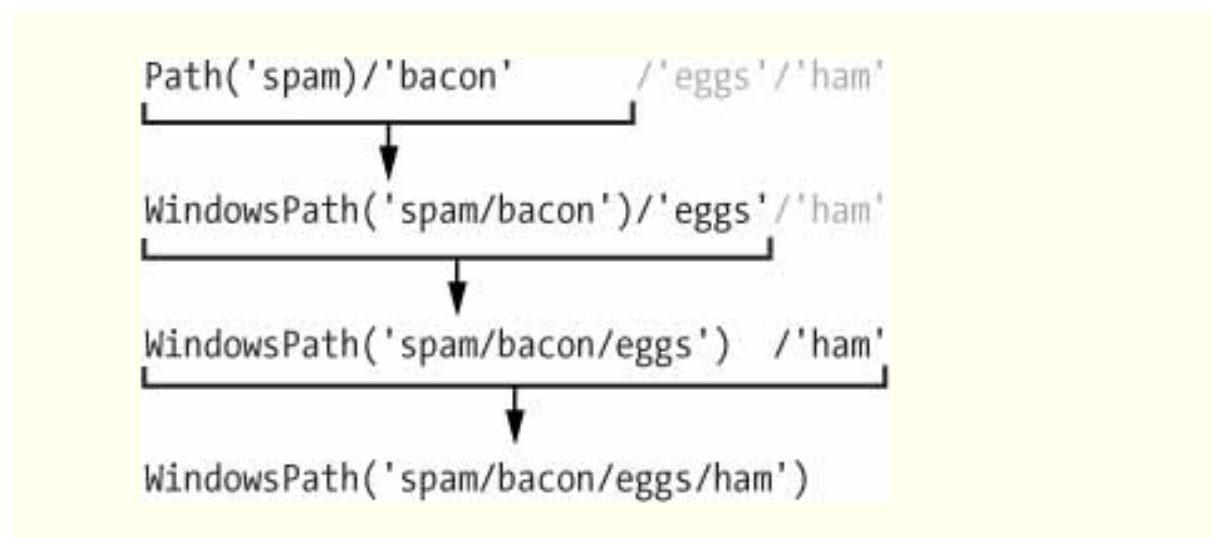 Path('spam)/'bacon' /'eggs'/'ham'
WindowsPath('spam/bacon')/'eggs'/'ham'
WindowsPath('spam/bacon/eggs') /'ham'
WindowsPath('spam/bacon/eggs/ham')